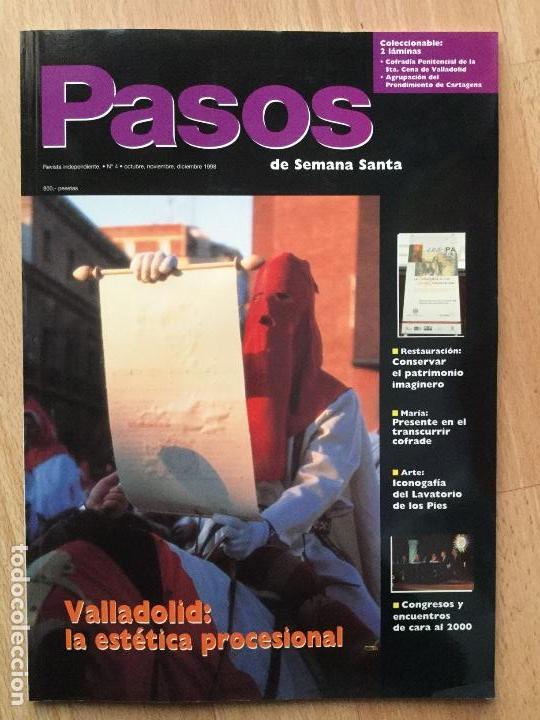 Coleccionable:
2 láminas
• Cofradía Penitencial de la
Sta. Cena de Valladolid
• Agrupación del
Prendimiento de Cartagena
Pasos
de Semana Santa
Revista independiente. • Nº 4 • octubre, noviembre, diciembre 1998
800,- pesetas
Restauración:
Conservar
el patrimonio
imaginero
María:
Presente en el
transcurrir
cofrade
Arte:
Iconogafía
del Lavatorio
de los Pies
Congresos y
encuentros
de cara al 2000
Valladolid:
la estética procesional
todocoleccion